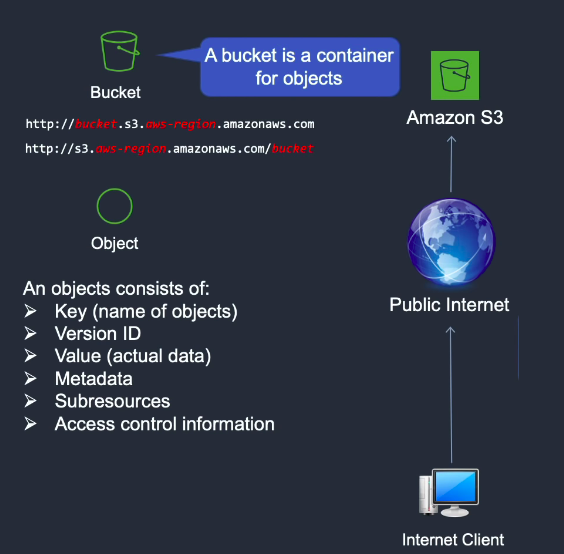 A bucket is a container
for objects
Bucket
http://bucket.s3.aws-region.amazonaws.com
http://s3.aws-region.amazonaws.com/bucket
Object
An objects consists of:
➢ Key (name of objects)
➢ Version ID
➢ Value (actual data)
➢ Metadata
➢ Subresources
➢ Access control information
Amazon S3
Public Internet
Internet Client